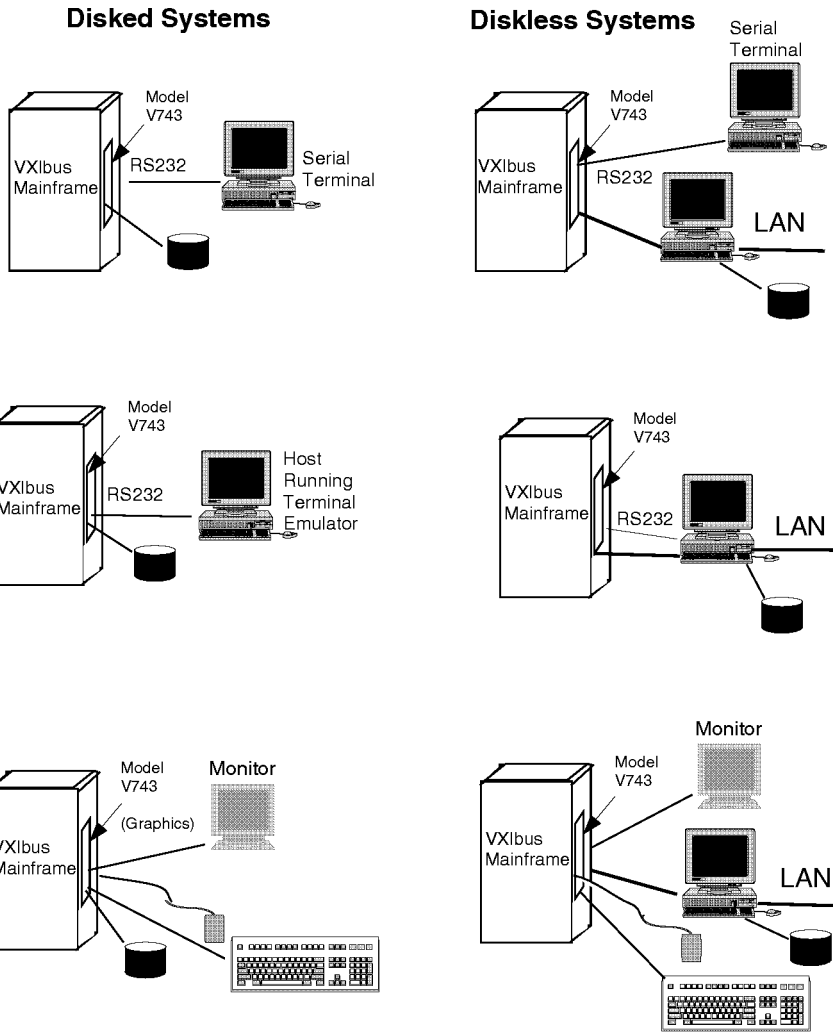 Disked Systems
Diskless Systems
Model
V743
VXIbus
Mainframe
RS232
Serial
Terminal
Serial
Terminal
Model
V743
VXIbus
Mainframe
RS232
LAN
Model
V743
VXIbus
Mainframe
RS232
Host
Running
Terminal
Emulator
Model
V743
VXIbus
Mainframe
RS232
LAN
Model
V743
(Graphics)
Monitor
VXIbus
Mainframe
Monitor
Model
V743
VXIbus
Mainframe
LAN